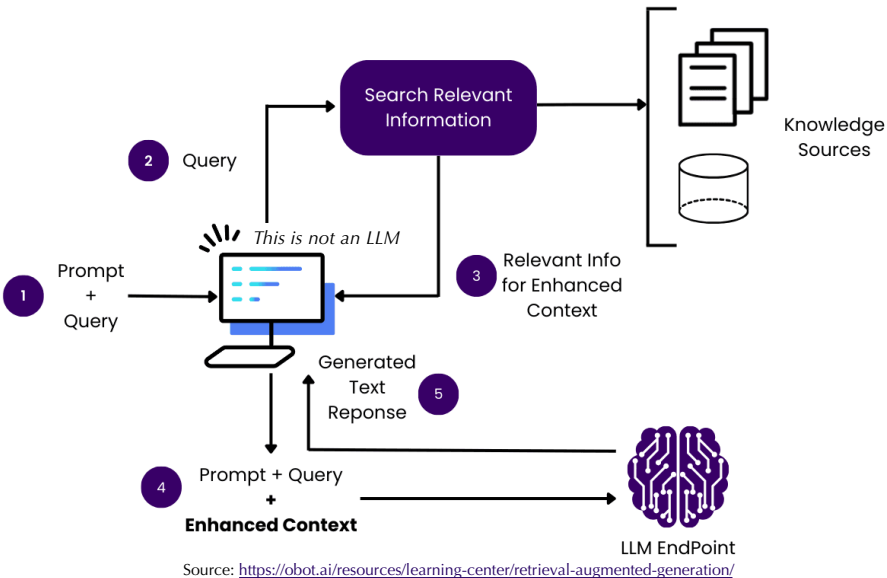 Search Relevant
Information
Knowledge
Sources
2
Query
This is not an LLM
1
Prompt
+
Query
3
Relevant Info
for Enhanced
Context
Generated
Text
Reponse
5
4
Prompt + Query
+
Enhanced Context
LLM EndPoint
Source: https://obot.ai/resources/learning-center/retrieval-augmented-generation/